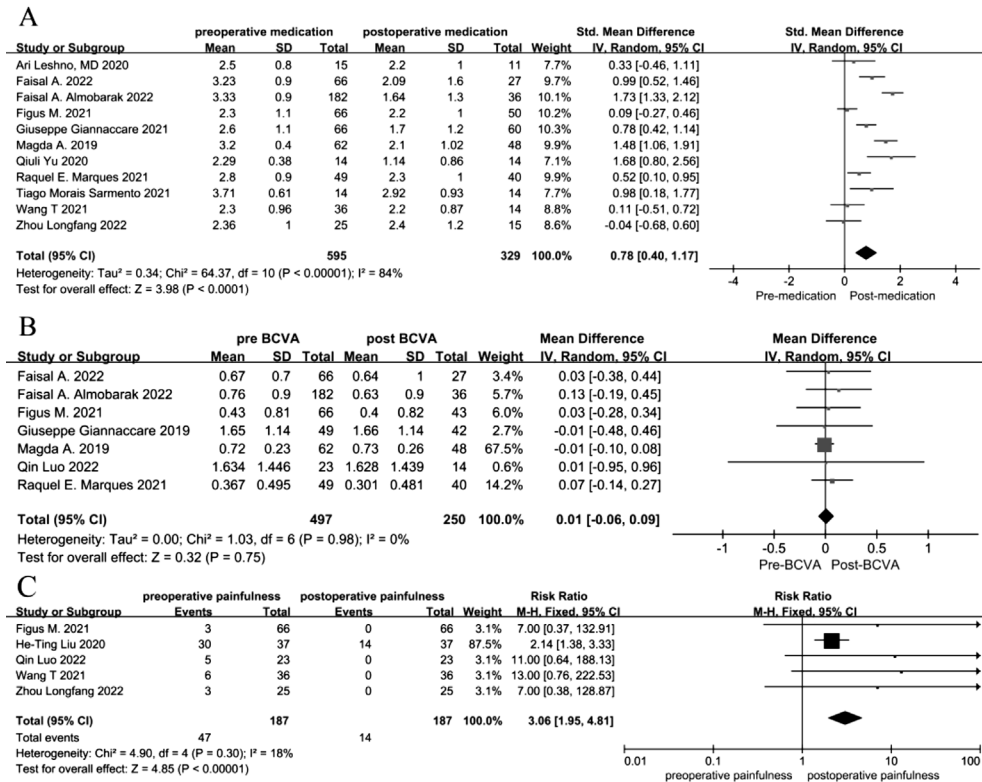 A
preoperative medication postoperative medication Std. Mean Difference Std. Mean Difference
Study or Subgroup Mean SD Total Mean SD Total Weight IV, Random, 95% CI IV, Random, 95% CI
Ari Leshno, MD 2020 2.5 0.8 15 2.2 1 11 7.7% 0.33 [-0.46, 1.11]
Faisal A. 2022 3.23 0.9 66 2.09 1.6 27 9.6% 0.99 [0.52, 1.46]
Faisal A. Almobarak 2022 3.33 0.9 182 1.64 1.3 36 10.1% 1.73 [1.33, 2.12]
Figus M. 2021 2.3 1.1 66 2.2 1 50 10.2% 0.09 [-0.27, 0.46]
Giuseppe Giannaccare 2021 2.6 1.1 66 1.7 1.2 60 10.2% 0.78 [0.42, 1.14]
Magda A. 2019 3.2 0.4 62 2.1 1.02 48 9.9% 1.48 [1.06, 1.91]
Qiuli Yu 2020 2.29 0.38 14 1.14 0.86 14 7.1% 1.68 [0.80, 2.56]
Raquel E. Marques 2021 2.8 0.9 49 2.3 1 40 10.0% 0.52 [0.10, 0.95]
Tiago Morais Sarmento 2021 3.71 0.61 14 2.92 0.93 14 7.7% 0.98 [0.18, 1.77]
Wang T 2021 2.3 0.96 36 2.2 0.87 14 8.8% 0.11 [-0.51, 0.72]
Zhou Longfang 2022 2.36 1 25 2.4 1.2 15 8.6% -0.04 [-0.68, 0.60]
Total (95% CI) 595 329 100.0% 0.78 [0.40, 1.17]
Heterogeneity: Tau² = 0.34; Chi² = 64.37, df = 10 (P < 0.00001); I² = 84%
Test for overall effect: Z = 3.98 (P < 0.0001)
-4 -2 0 2 4
Pre-medication Post-medication
B
pre BCVA post BCVA Mean Difference Mean Difference
Study or Subgroup Mean SD Total Mean SD Total Weight IV, Random, 95% CI IV, Random, 95% CI
Faisal A. 2022 0.67 0.7 66 0.64 1 27 3.4% 0.03 [-0.38, 0.44]
Faisal A. Almobarak 2022 0.76 0.9 182 0.63 0.9 36 5.7% 0.13 [-0.19, 0.45]
Figus M. 2021 0.43 0.81 66 0.4 0.82 43 6.0% 0.03 [-0.28, 0.34]
Giuseppe Giannaccare 2019 1.65 1.14 49 1.66 1.14 42 2.7% -0.01 [-0.48, 0.46]
Magda A. 2019 0.72 0.23 62 0.73 0.26 48 67.5% -0.01 [-0.10, 0.08]
Qin Luo 2022 1.634 1.446 23 1.628 1.439 14 0.6% 0.01 [-0.95, 0.96]
Raquel E. Marques 2021 0.367 0.495 49 0.301 0.481 40 14.2% 0.07 [-0.14, 0.27]
Total (95% CI) 497 250 100.0% 0.01 [-0.06, 0.09]
Heterogeneity: Tau² = 0.00; Chi² = 1.03, df = 6 (P = 0.98); I² = 0%
Test for overall effect: Z = 0.32 (P = 0.75)
-1 -0.5 0 0.5 1
Pre-BCVA Post-BCVA
C
preoperative painfulness postoperative painfulness Risk Ratio Risk Ratio
Study or Subgroup Events Total Events Total Weight M-H. Fixed, 95% CI M-H. Fixed, 95% CI
Figus M. 2021 3 66 0 66 3.1% 7.00 [0.37, 132.91]
He-Ting Liu 2020 30 37 14 37 87.5% 2.14 [1.38, 3.33]
Qin Luo 2022 5 23 0 23 3.1% 11.00 [0.64, 188.13]
Wang T 2021 6 36 0 36 3.1% 13.00 [0.76, 222.53]
Zhou Longfang 2022 3 25 0 25 3.1% 7.00 [0.38, 128.87]
Total (95% CI) 187 187 100.0% 3.06 [1.95, 4.81]
Total events 47 14
Heterogeneity: Chi² = 4.90, df = 4 (P = 0.30); I² = 18%
Test for overall effect: Z = 4.85 (P < 0.00001)
0.01 0.1 1 10 100
preoperative painfulness postoperative painfulness